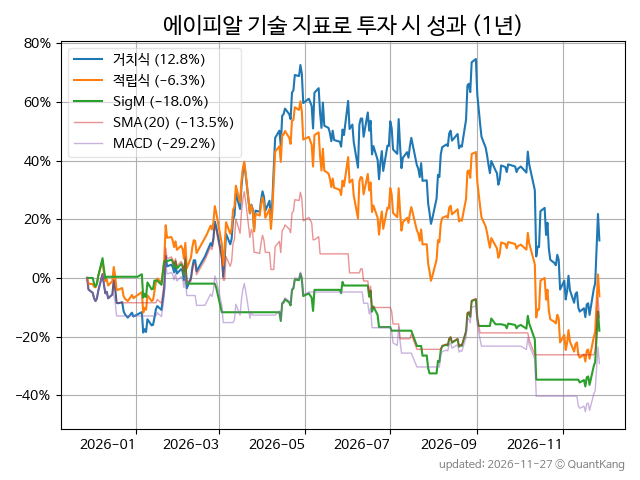 에이피알 기술 지표로 투자 시 성과 (1년)
80%
60%
40%
20%
0%
−20%
−40%
거치식 (12.8%)
적립식 (−6.3%)
SigM (−18.0%)
SMA(20) (−13.5%)
MACD (−29.2%)
2026-01
2026-03
2026-05
2026-07
2026-09
2026-11
updated: 2026-11-27 © QuantKang